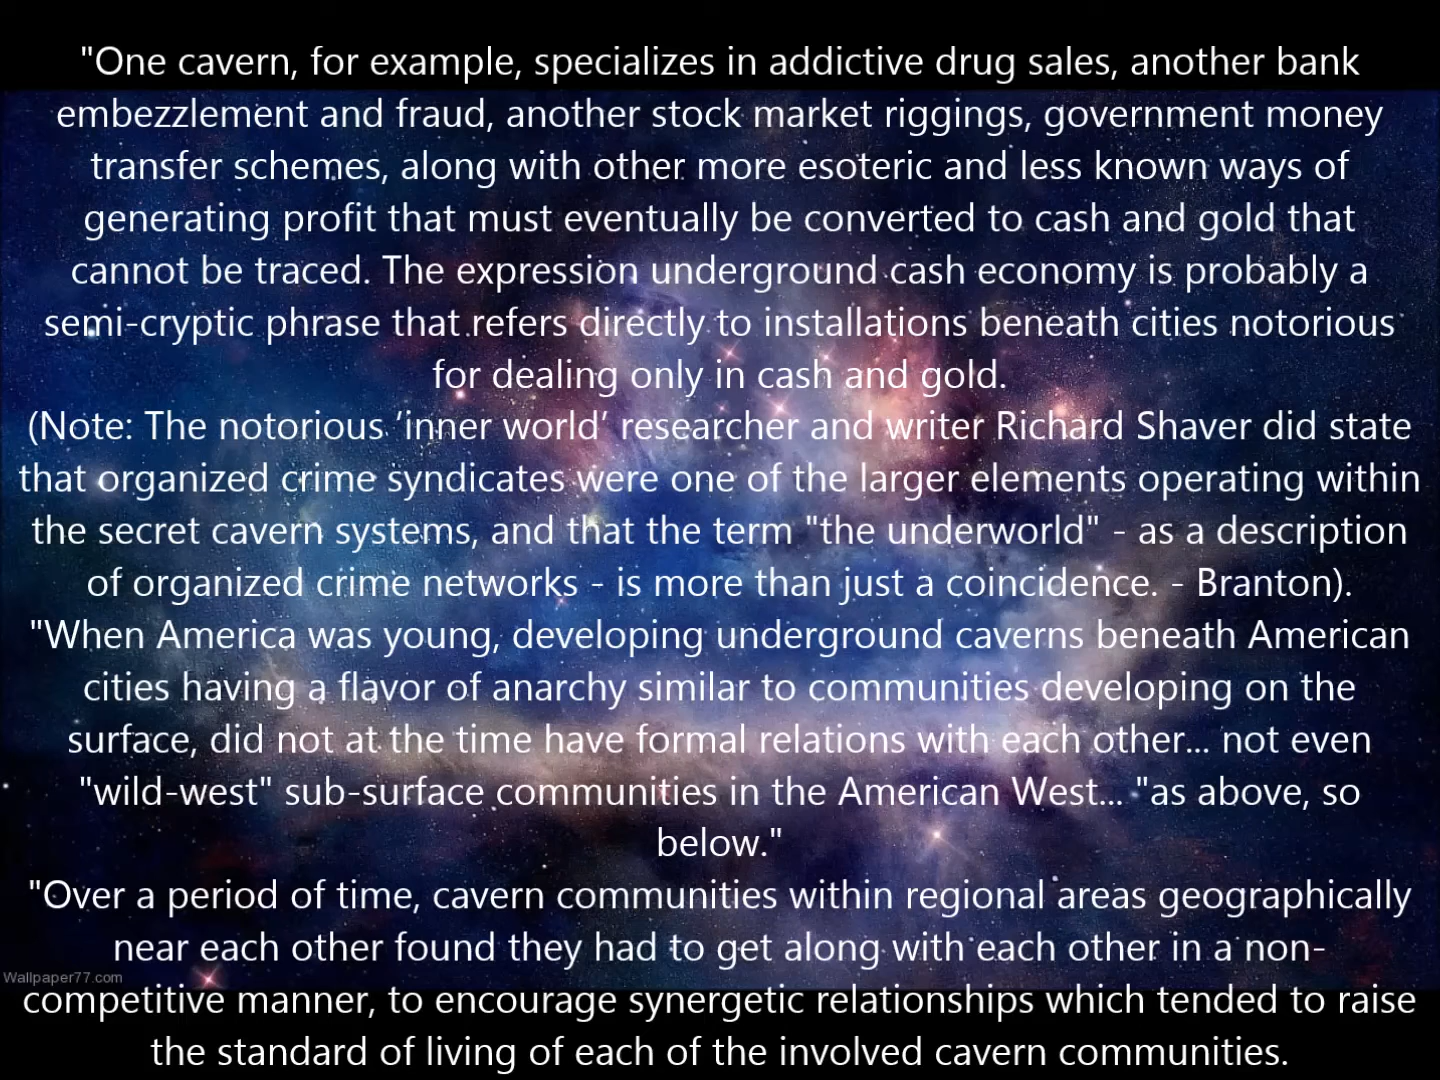 "One cavern, for example, specializes in addictive drug sales, another bank
embezzlement and fraud, another stock market riggings, government money
transfer schemes, along with other more esoteric and less known ways of
generating profit that must eventually be converted to cash and gold that
cannot be traced. The expression underground cash economy is probably a
semi-cryptic phrase that refers directly to installations beneath cities notorious
for dealing only in cash and gold.
(Note: The notorious ‘inner world’ researcher and writer Richard Shaver did state
that organized crime syndicates were one of the larger elements operating within
the secret cavern systems, and that the term "the underworld" - as a description
of organized crime networks - is more than just a coincidence. - Branton).
"When America was young, developing underground caverns beneath American
cities having a flavor of anarchy similar to communities developing on the
surface, did not at the time have formal relations with each other... not even
"wild-west" sub-surface communities in the American West... "as above, so
below."
"Over a period of time, cavern communities within regional areas geographically
near each other found they had to get along with each other in a non-
Wallpaper77.com
competitive manner, to encourage synergetic relationships which tended to raise
the standard of living of each of the involved cavern communities.